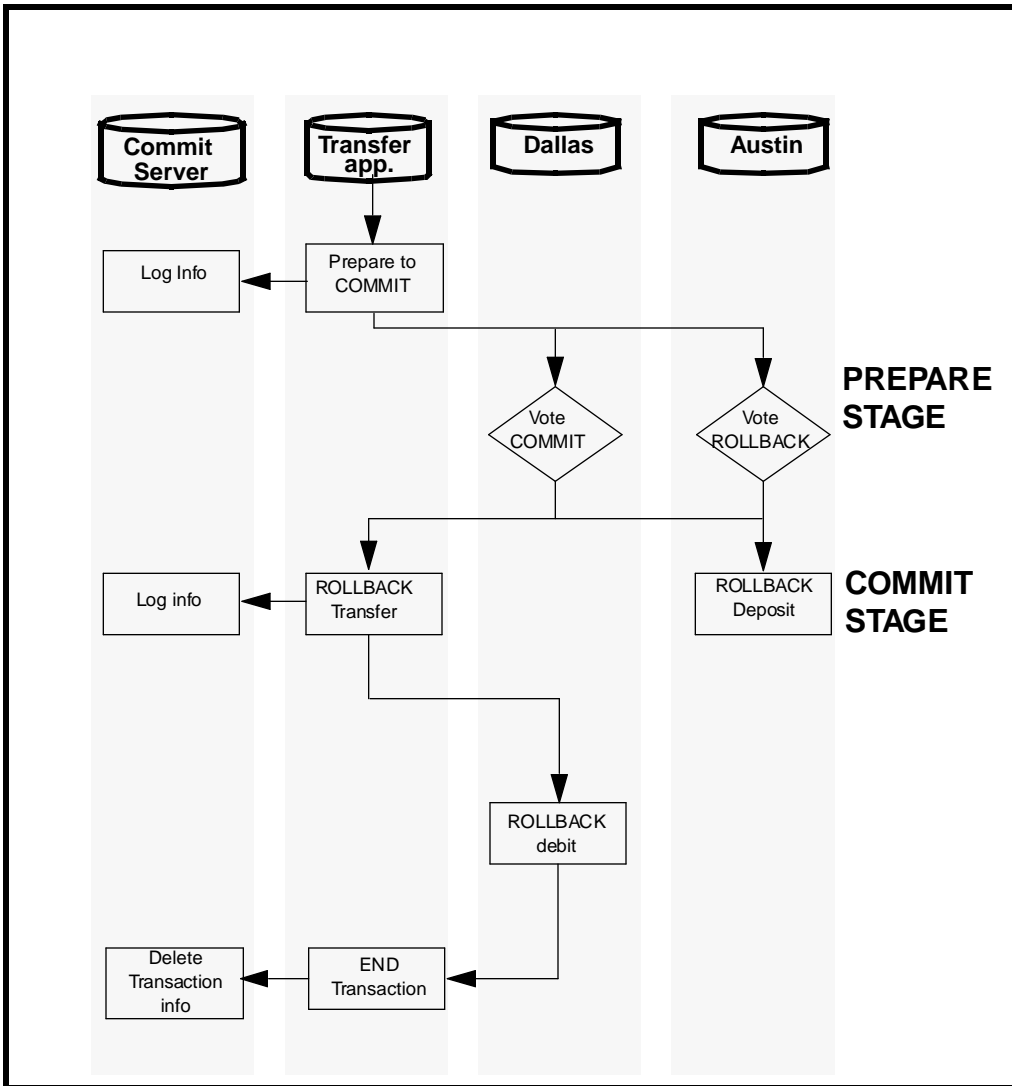 Commit
Server
Transfer
app.
Dallas
Austin
Log Info
Prepare to
COMMIT
Vote
COMMIT
Vote
ROLLBACK
PREPARE
STAGE
Log info
ROLLBACK
Transfer
ROLLBACK
Deposit
COMMIT
STAGE
ROLLBACK
debit
Delete
Transaction
info
END
Transaction